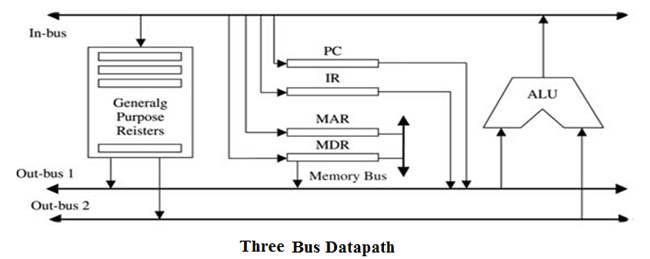 In-bus
PC
IR
MAR
MDR
Memory Bus
Generalg
Purpose
Reisters
ALU
Out-bus 1
Out-bus 2
Three Bus Datapath